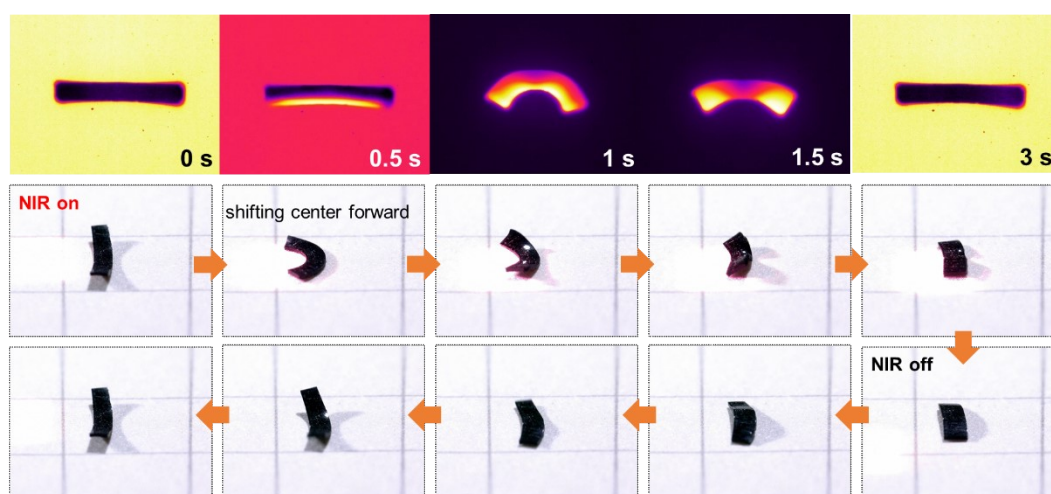 0 s
0.5 s
1 s
1.5 s
3 s
NIR on
shifting center forward
NIR off